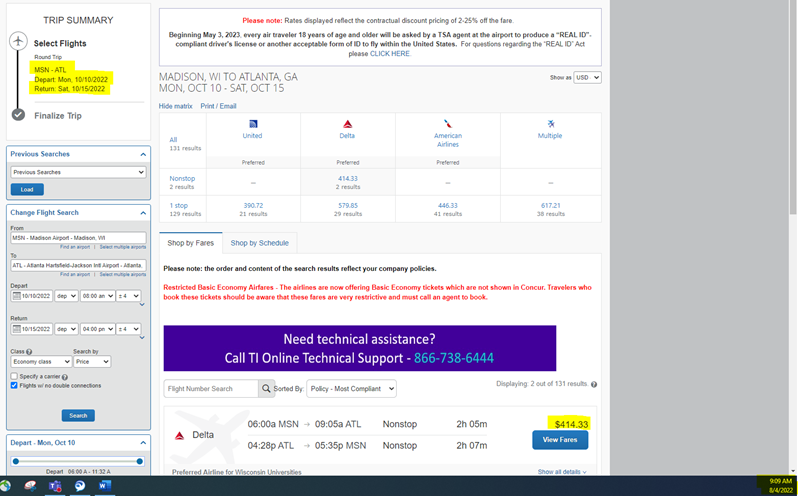 TRIP SUMMARY
Select Flights
Round Trip
MSN - ATL
Depart: Mon, 10/10/2022
Return: Sat, 10/15/2022
Finalize Trip
Previous Searches
Previous Searches
Load
Change Flight Search
From
MSN - Madison Airport - Madison, WI
Find an airport | Select multiple airports
To
ATL - Atlanta Hartsfield-Jackson Intl Airport - Atlanta,
Find an airport | Select multiple airports
Depart
10/10/2022 dep 08:00 am ± 4
Return
10/15/2022 dep 04:00 pm ± 4
Class Search by
Economy class Price
Specify a carrier
Flights w/ no double connections
Search
Depart - Mon, Oct 10
Depart 06:00 A - 11:32 A
Please note: Rates displayed reflect the contractual discount pricing of 2-25% off the fare.
Beginning May 3, 2023, every air traveler 18 years of age and older will be asked by a TSA agent at the airport to produce a "REAL ID"-
compliant driver's license or another acceptable form of ID to fly within the United States. For questions regarding the "REAL ID" Act
please CLICK HERE.
MADISON, WI TO ATLANTA, GA
MON, OCT 10 - SAT, OCT 15
Show as USD
Hide matrix Print / Email
All
131 results
United
Delta
American
Airlines
Multiple
Preferred Preferred Preferred
Nonstop
2 results
—
414.33
2 results
—
—
1 stop
129 results
390.72
21 results
579.85
29 results
446.33
41 results
617.21
38 results
Shop by Fares Shop by Schedule
Please note: the order and content of the search results reflect your company policies.
Restricted Basic Economy Airfares - The airlines are now offering Basic Economy tickets which are not shown in Concur. Travelers who
book these tickets should be aware that these fares are very restrictive and must call an agent to book.
Need technical assistance?
Call TI Online Technical Support - 866-738-6444
Flight Number Search
Sorted By: Policy - Most Compliant
Displaying: 2 out of 131 results
Delta
06:00a MSN → 09:05a ATL Nonstop 2h 05m
04:28p ATL → 05:35p MSN Nonstop 2h 07m
$414.33
View Fares
Preferred Airline for Wisconsin Universities
Show all details
9:09 AM
8/4/2022